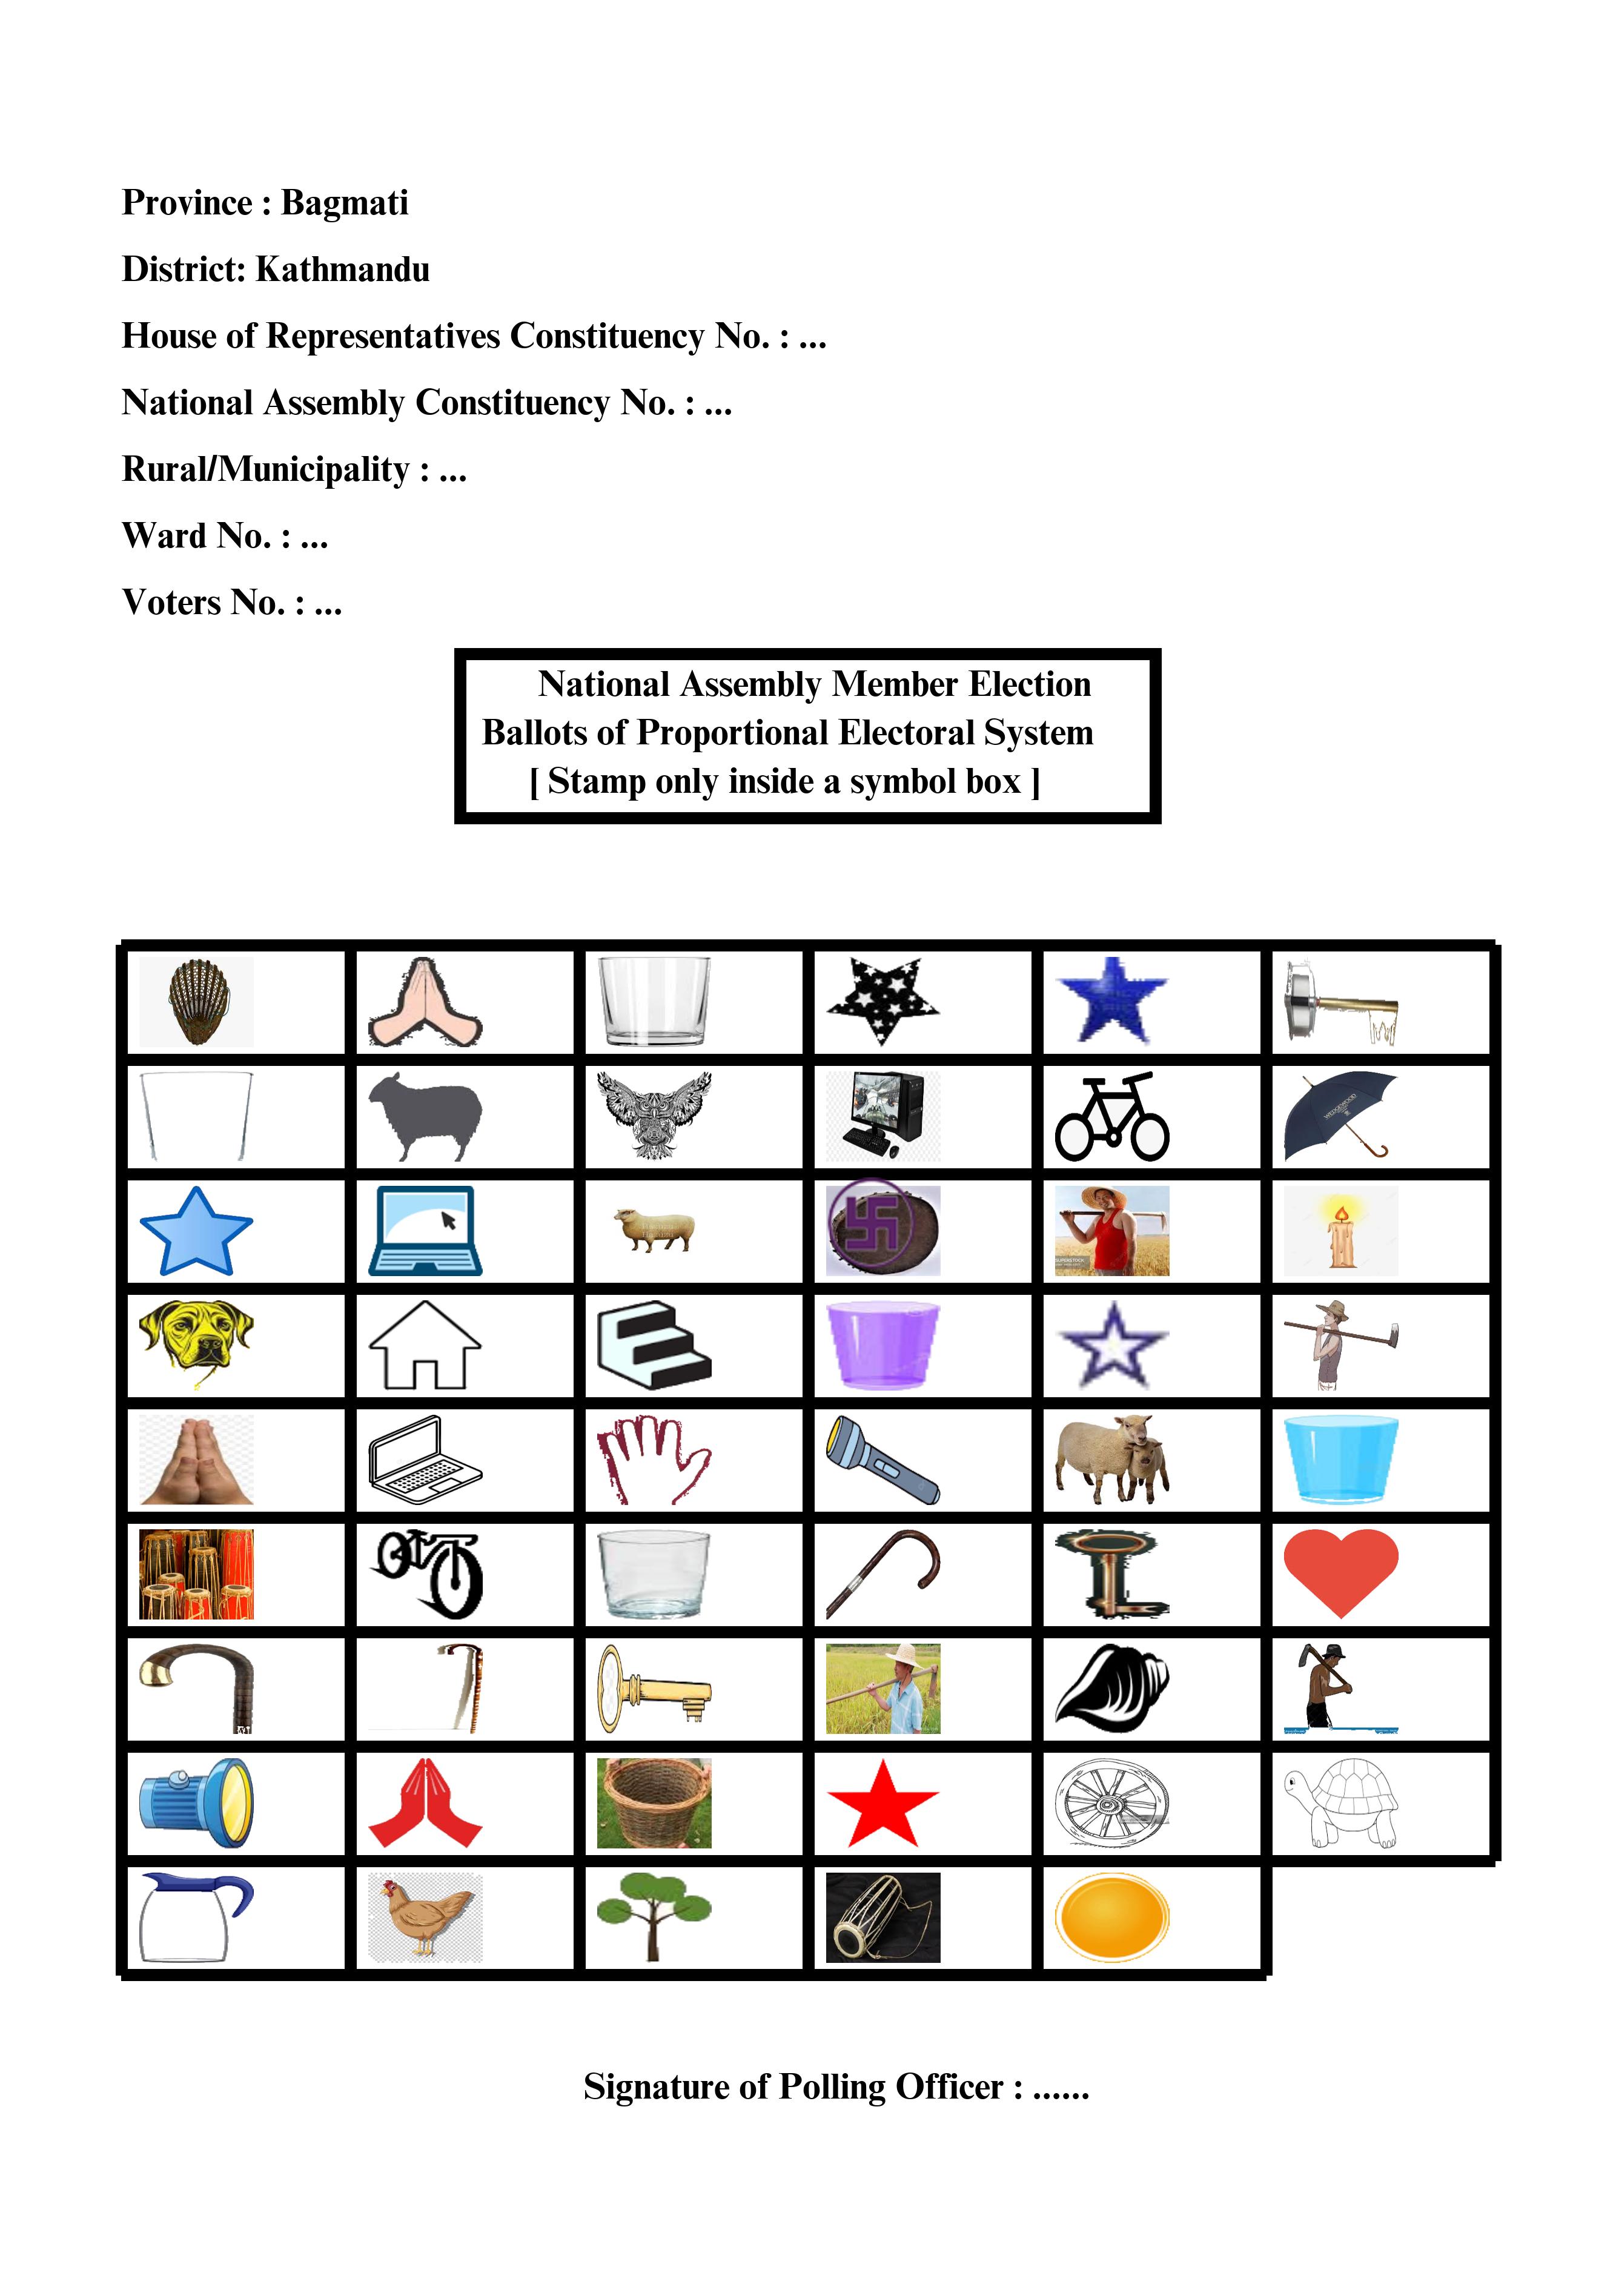 Province : Bagmati
District: Kathmandu
House of Representatives Constituency No. : ...
National Assembly Constituency No. : ...
Rural/Municipality : ...
Ward No. : ...
Voters No. : ...
National Assembly Member Election
Ballots of Proportional Electoral System
[ Stamp only inside a symbol box ]
WEDGEWOOD
Signature of Polling Officer : ......